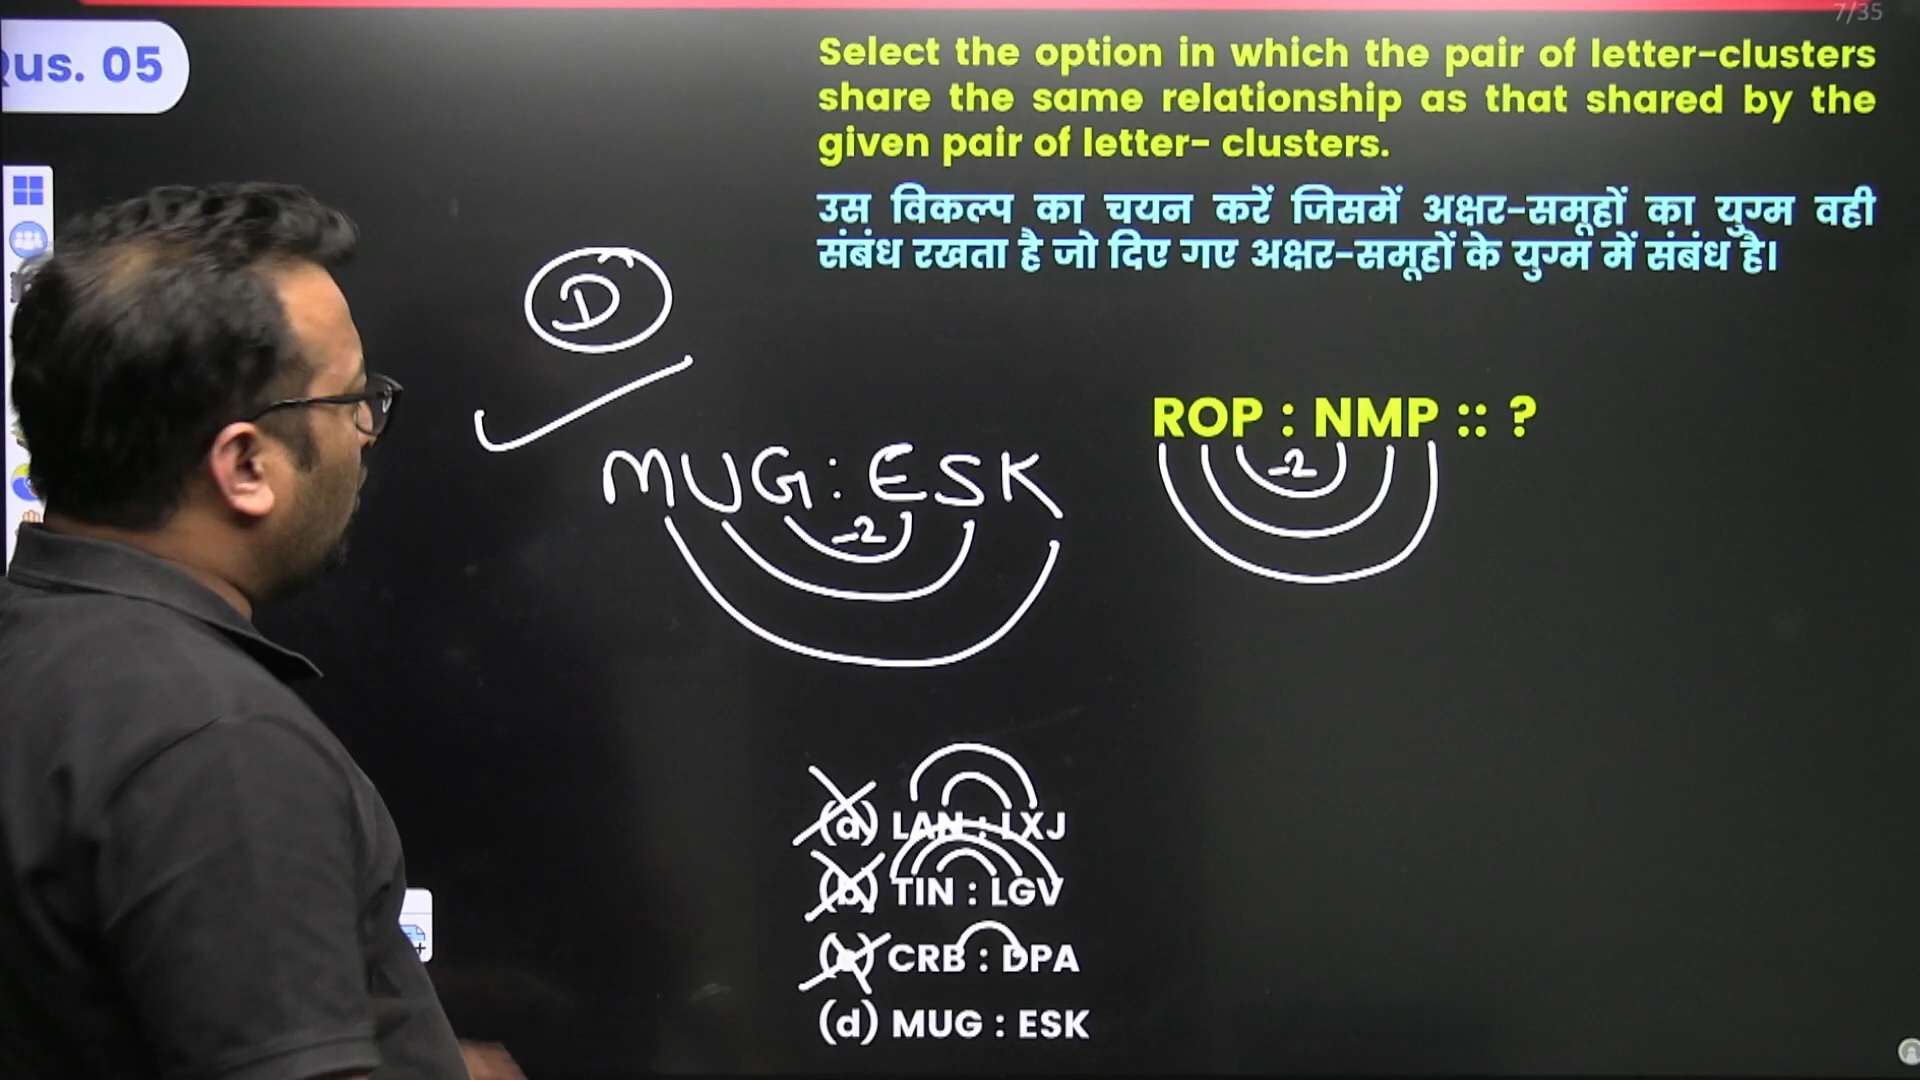 7/35
Qus. 05
Select the option in which the pair of letter-clusters
share the same relationship as that shared by the
given pair of letter- clusters.
उस विकल्प का चयन करें जिसमें अक्षर-समूहों का युग्म वही
संबंध रखता है जो दिए गए अक्षर-समूहों के युग्म में संबंध है।
D
ROP : NMP :: ?
-2
MUG : ESK
-2
(a) LAN : LXJ
(b) TIN : LGV
(c) CRB : DPA
(d) MUG : ESK